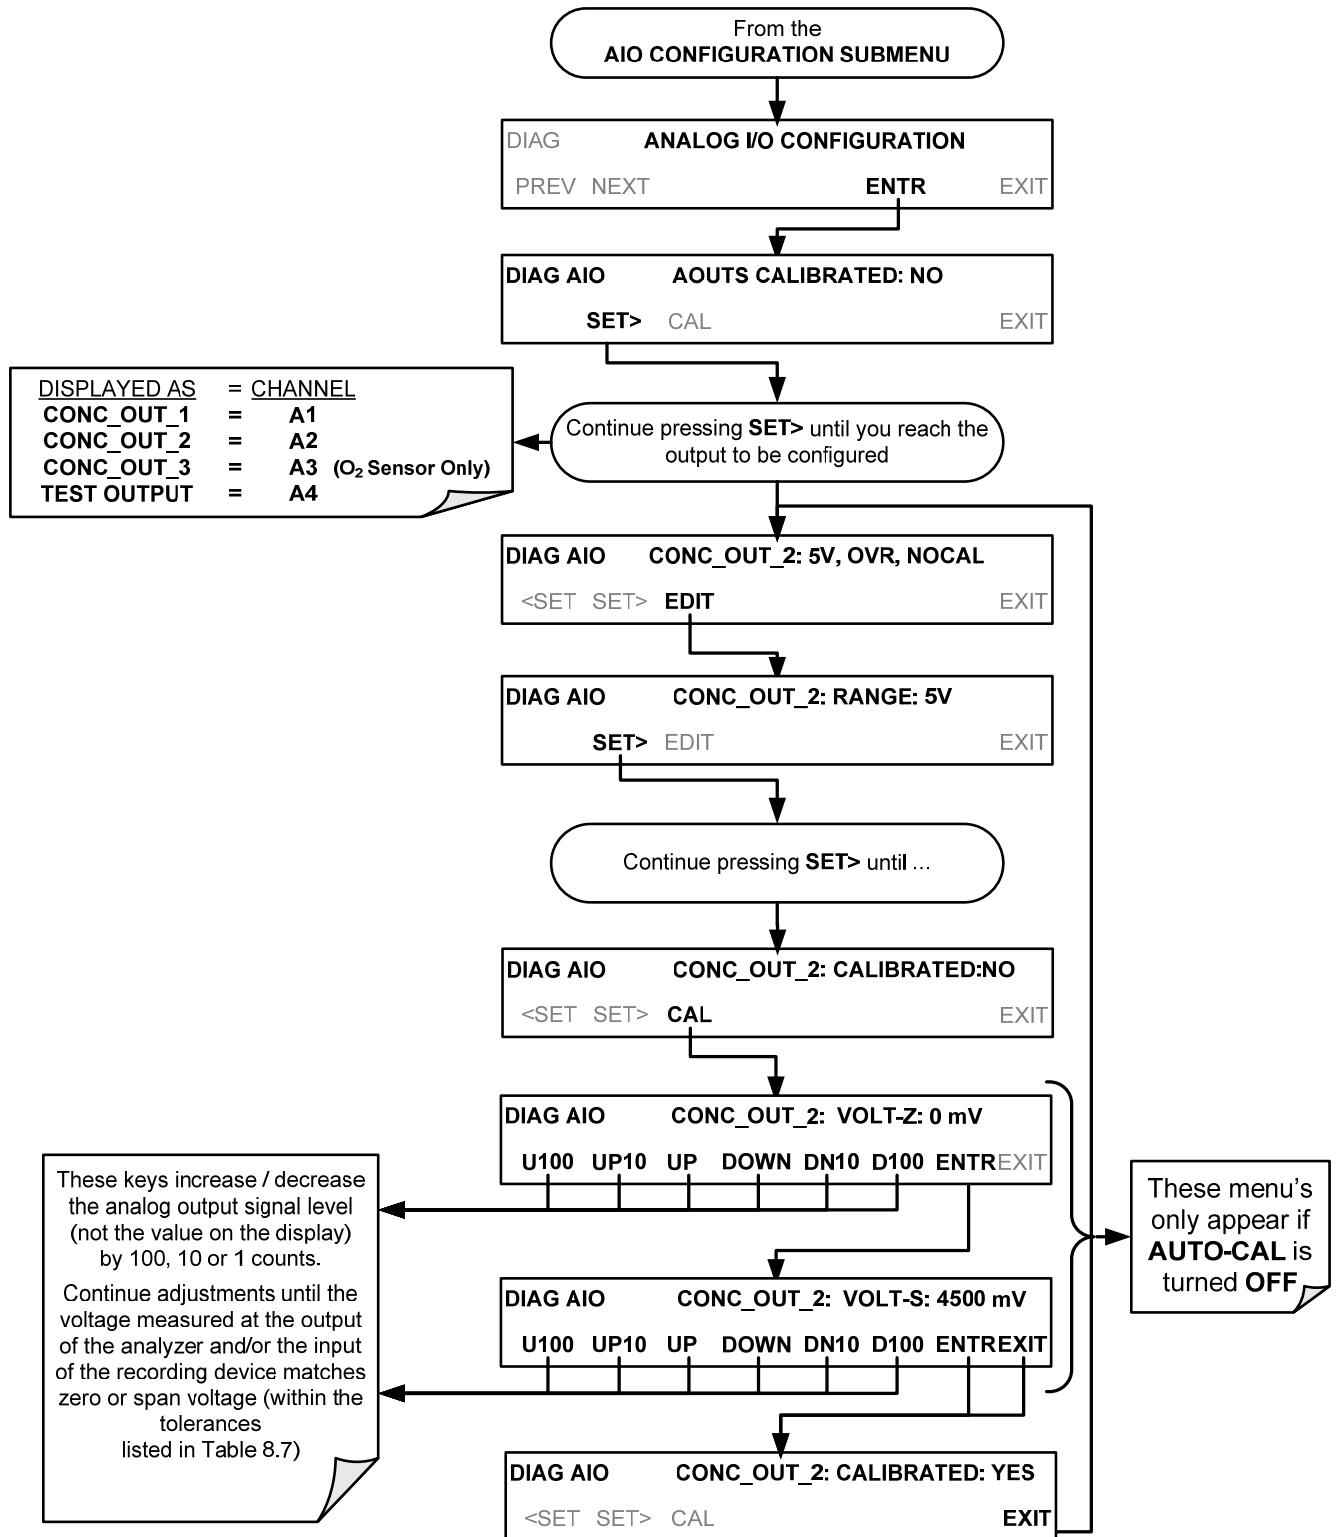 From the
AIO CONFIGURATION SUBMENU
DIAG ANALOG I/O CONFIGURATION
PREV NEXT ENTR EXIT
DIAG AIO AOUTS CALIBRATED: NO
SET> CAL EXIT
DISPLAYED AS = CHANNEL
CONC_OUT_1 = A1
CONC_OUT_2 = A2
CONC_OUT_3 = A3 (O₂ Sensor Only)
TEST OUTPUT = A4
Continue pressing SET> until you reach the
output to be configured
DIAG AIO CONC_OUT_2: 5V, OVR, NOCAL
<SET SET> EDIT EXIT
DIAG AIO CONC_OUT_2: RANGE: 5V
SET> EDIT EXIT
Continue pressing SET> until ...
DIAG AIO CONC_OUT_2: CALIBRATED:NO
<SET SET> CAL EXIT
DIAG AIO CONC_OUT_2: VOLT-Z: 0 mV
U100 UP10 UP DOWN DN10 D100 ENTR EXIT
These keys increase / decrease
the analog output signal level
(not the value on the display)
by 100, 10 or 1 counts.
Continue adjustments until the
voltage measured at the output
of the analyzer and/or the input
of the recording device matches
zero or span voltage (within the
tolerances
listed in Table 8.7)
These menu's
only appear if
AUTO-CAL is
turned OFF
DIAG AIO CONC_OUT_2: VOLT-S: 4500 mV
U100 UP10 UP DOWN DN10 D100 ENTR EXIT
DIAG AIO CONC_OUT_2: CALIBRATED: YES
<SET SET> CAL EXIT